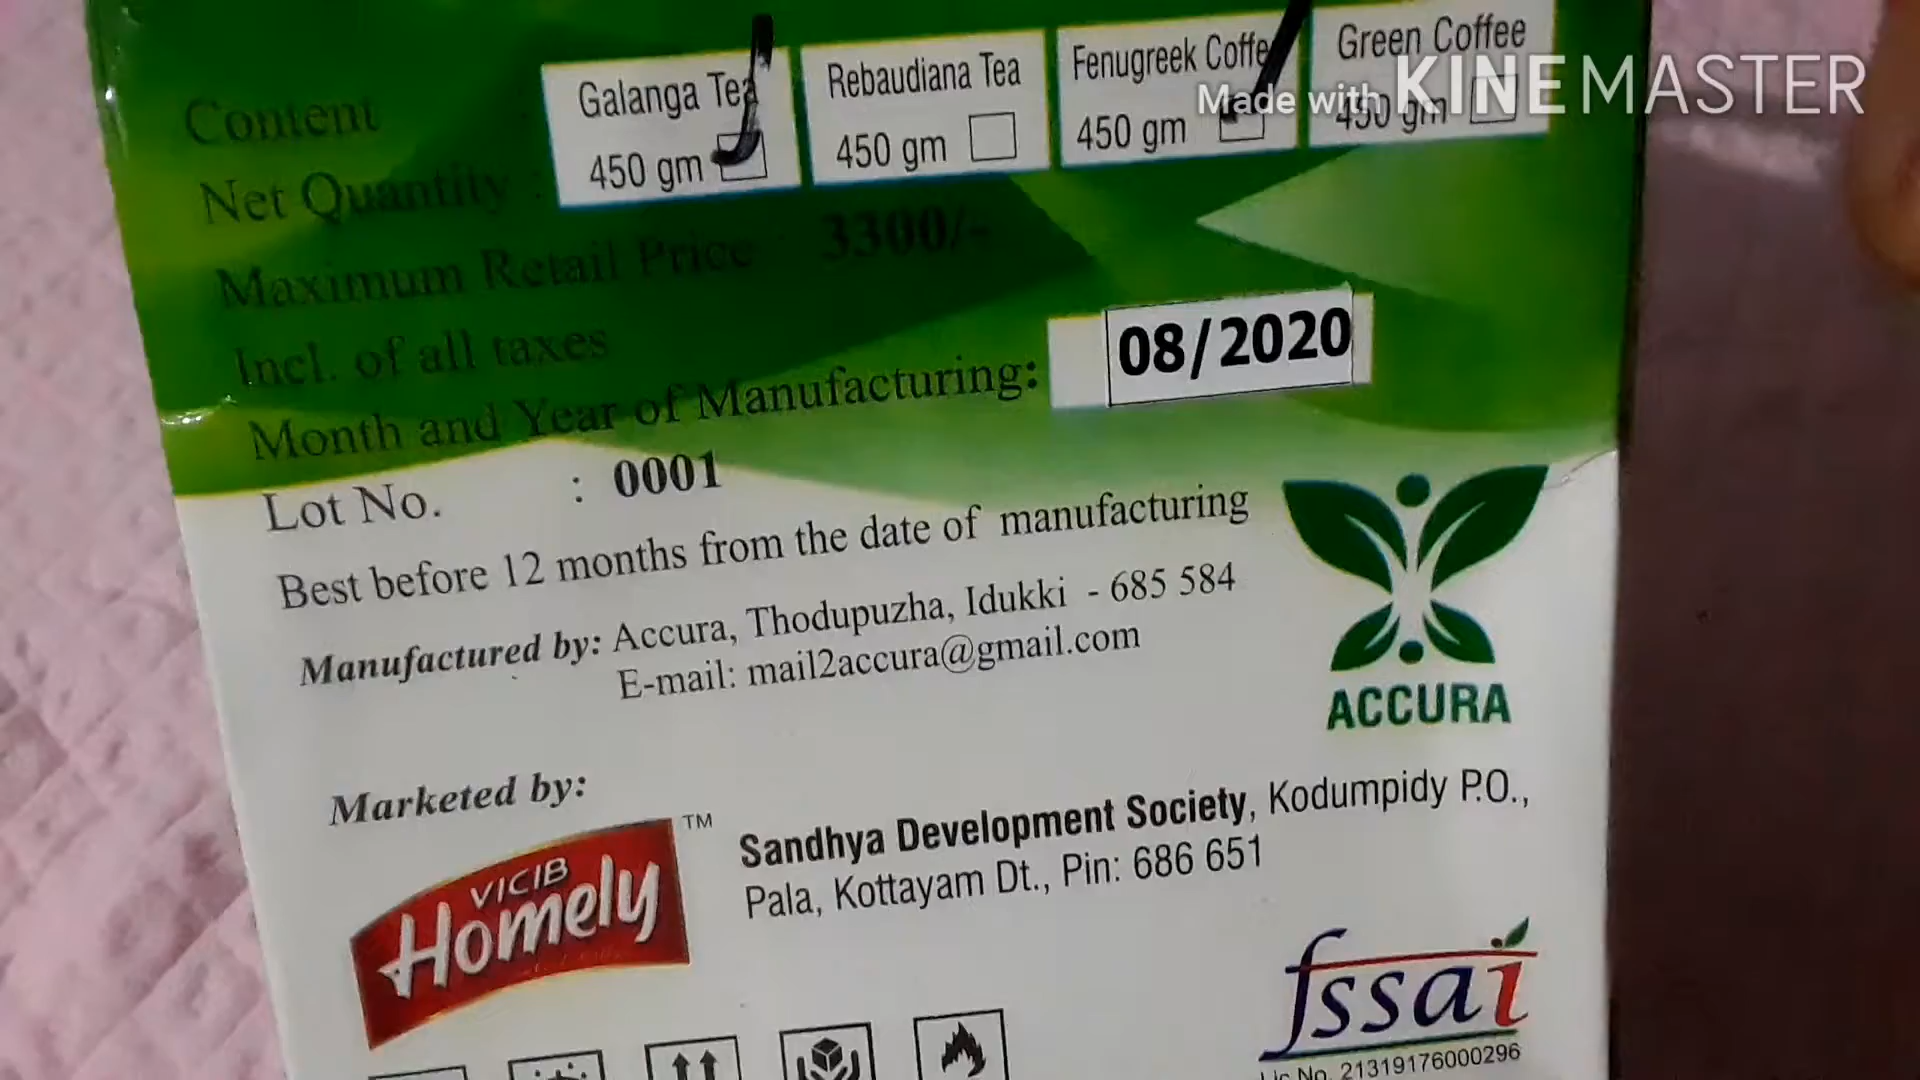 Galanga Tea Rebaudiana Tea Fenugreek Coffee Green Coffee
Content
450 gm 450 gm 450 gm 450 gm
Made with KINEMASTER
Net Quantity :
Maximum Retail Price 3300/-
Incl. of all taxes
Month and Year of Manufacturing: 08/2020
Lot No. : 0001
Best before 12 months from the date of manufacturing
Manufactured by: Accura, Thodupuzha, Idukki - 685 584
E-mail: mail2accura@gmail.com
ACCURA
Marketed by:
VICIB
Homely TM
Sandhya Development Society, Kodumpidy P.O.,
Pala, Kottayam Dt., Pin: 686 651
fssai
Lic No. 21319176000296